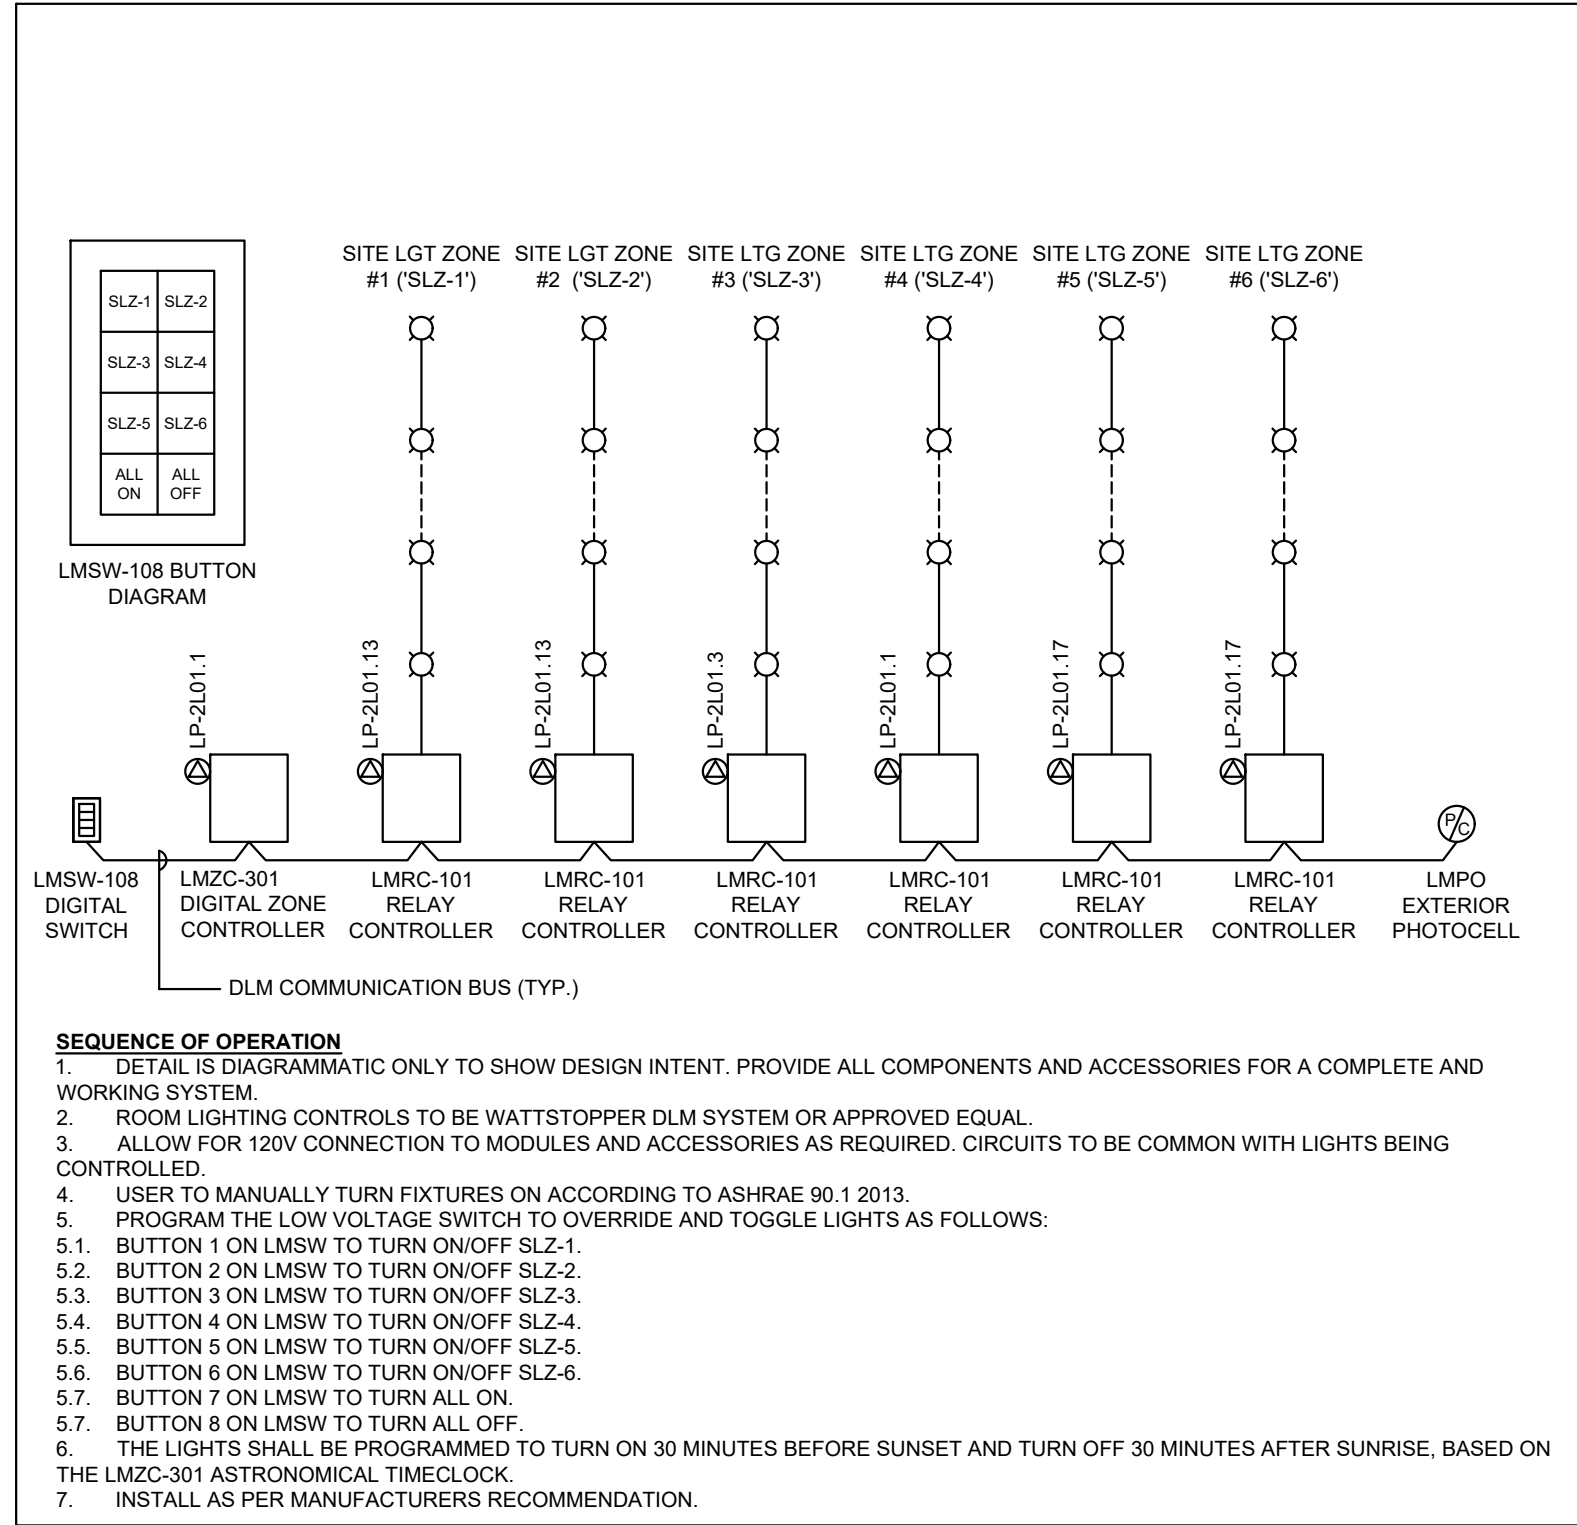 SITE LGT ZONE
#1 ('SLZ-1')
SITE LGT ZONE
#2 ('SLZ-2')
SITE LTG ZONE
#3 ('SLZ-3')
SITE LTG ZONE
#4 ('SLZ-4')
SITE LTG ZONE
#5 ('SLZ-5')
SITE LTG ZONE
#6 ('SLZ-6')
SLZ-1 SLZ-2
SLZ-3 SLZ-4
SLZ-5 SLZ-6
ALL
ON
ALL
OFF
LMSW-108 BUTTON
DIAGRAM
LP-2L01.1
LP-2L01.13
LP-2L01.13
LP-2L01.3
LP-2L01.1
LP-2L01.17
LP-2L01.17
P/C
LMSW-108
DIGITAL
SWITCH
LMZC-301
DIGITAL ZONE
CONTROLLER
LMRC-101
RELAY
CONTROLLER
LMRC-101
RELAY
CONTROLLER
LMRC-101
RELAY
CONTROLLER
LMRC-101
RELAY
CONTROLLER
LMRC-101
RELAY
CONTROLLER
LMRC-101
RELAY
CONTROLLER
LMPO
EXTERIOR
PHOTOCELL
DLM COMMUNICATION BUS (TYP.)
SEQUENCE OF OPERATION
1. DETAIL IS DIAGRAMMATIC ONLY TO SHOW DESIGN INTENT. PROVIDE ALL COMPONENTS AND ACCESSORIES FOR A COMPLETE AND
WORKING SYSTEM.
2. ROOM LIGHTING CONTROLS TO BE WATTSTOPPER DLM SYSTEM OR APPROVED EQUAL.
3. ALLOW FOR 120V CONNECTION TO MODULES AND ACCESSORIES AS REQUIRED. CIRCUITS TO BE COMMON WITH LIGHTS BEING
CONTROLLED.
4. USER TO MANUALLY TURN FIXTURES ON ACCORDING TO ASHRAE 90.1 2013.
5. PROGRAM THE LOW VOLTAGE SWITCH TO OVERRIDE AND TOGGLE LIGHTS AS FOLLOWS:
5.1. BUTTON 1 ON LMSW TO TURN ON/OFF SLZ-1.
5.2. BUTTON 2 ON LMSW TO TURN ON/OFF SLZ-2.
5.3. BUTTON 3 ON LMSW TO TURN ON/OFF SLZ-3.
5.4. BUTTON 4 ON LMSW TO TURN ON/OFF SLZ-4.
5.5. BUTTON 5 ON LMSW TO TURN ON/OFF SLZ-5.
5.6. BUTTON 6 ON LMSW TO TURN ON/OFF SLZ-6.
5.7. BUTTON 7 ON LMSW TO TURN ALL ON.
5.7. BUTTON 8 ON LMSW TO TURN ALL OFF.
6. THE LIGHTS SHALL BE PROGRAMMED TO TURN ON 30 MINUTES BEFORE SUNSET AND TURN OFF 30 MINUTES AFTER SUNRISE, BASED ON
THE LMZC-301 ASTRONOMICAL TIMECLOCK.
7. INSTALL AS PER MANUFACTURERS RECOMMENDATION.